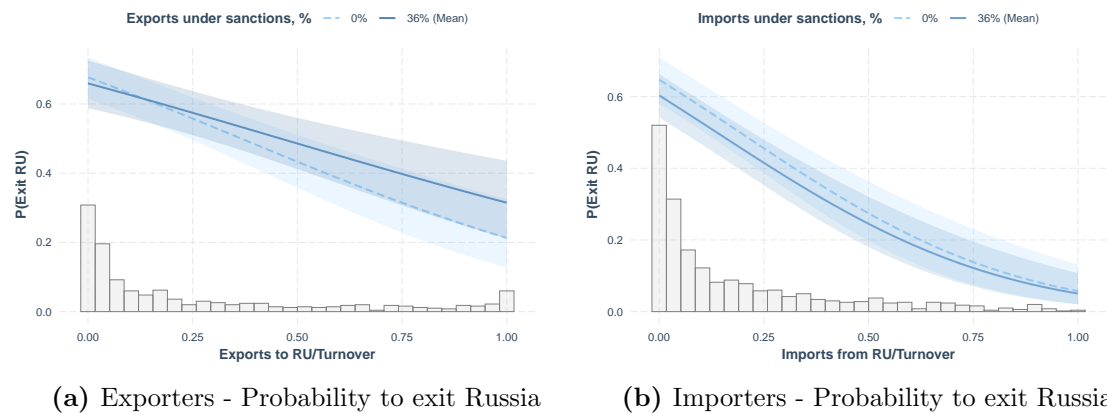 Exports under sanctions, % 0% 36% (Mean)
P(Exit RU)
0.6
0.4
0.2
0.0
0.00 0.25 0.50 0.75 1.00
Exports to RU/Turnover
(a) Exporters - Probability to exit Russia
Imports under sanctions, % 0% 36% (Mean)
P(Exit RU)
0.6
0.4
0.2
0.0
0.00 0.25 0.50 0.75 1.00
Imports from RU/Turnover
(b) Importers - Probability to exit Russia